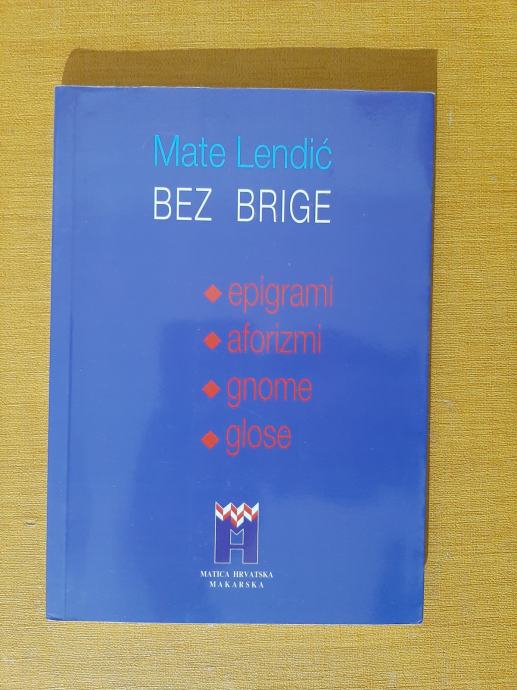 Mate Lendić
BEZ BRIGE
epigrami
aforizmi
gnome
glose
MATICA HRVATSKA
MAKARSKA